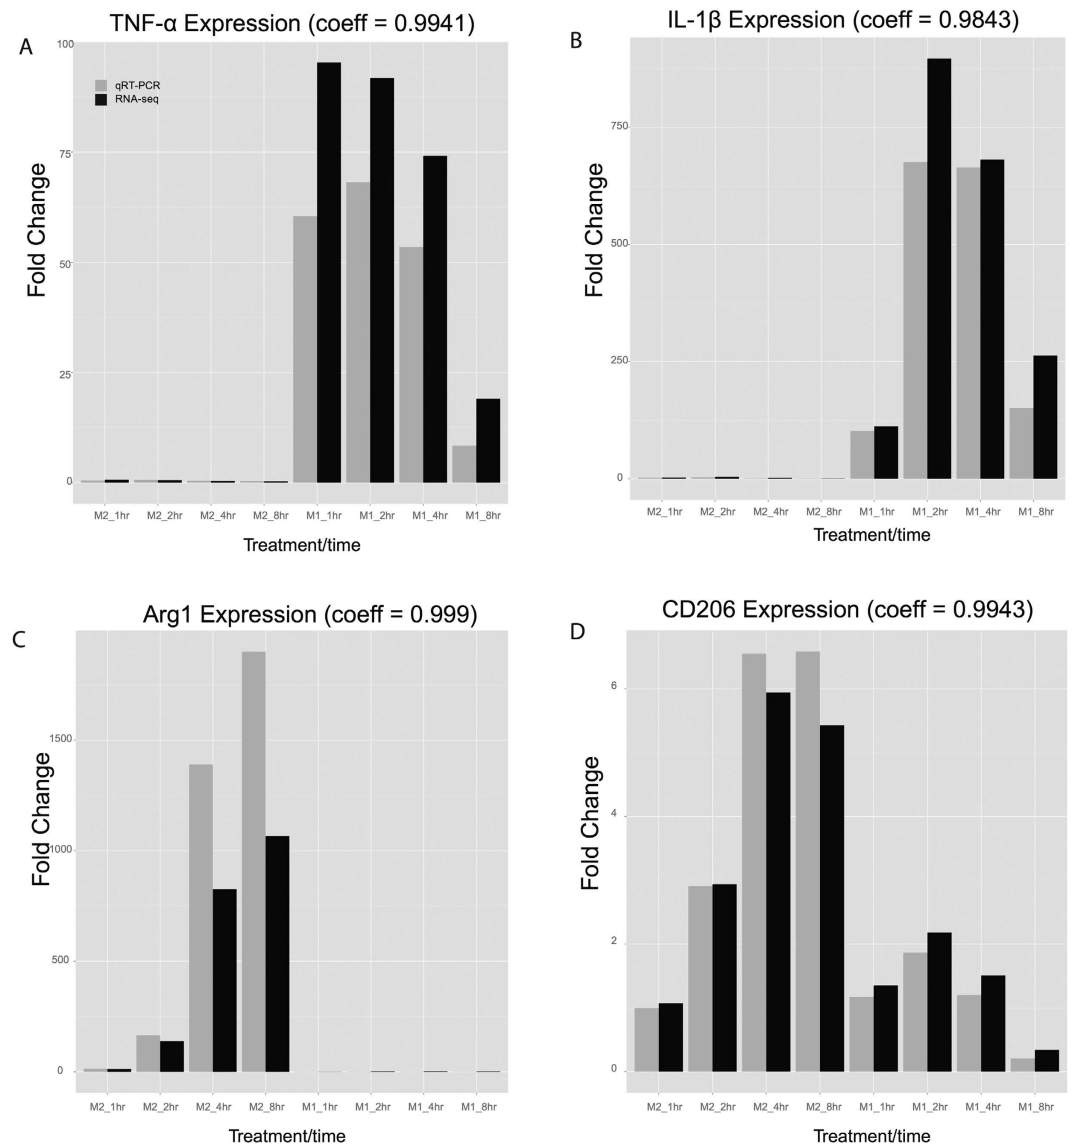 A
TNF-α Expression (coeff = 0.9941)
qRT-PCR
RNA-seq
Fold Change
100
75
50
25
0
M2_1hr M2_2hr M2_4hr M2_8hr M1_1hr M1_2hr M1_4hr M1_8hr
Treatment/time
B
IL-1β Expression (coeff = 0.9843)
Fold Change
750
500
250
0
M2_1hr M2_2hr M2_4hr M2_8hr M1_1hr M1_2hr M1_4hr M1_8hr
Treatment/time
C
Arg1 Expression (coeff = 0.999)
Fold Change
1500
1000
500
0
M2_1hr M2_2hr M2_4hr M2_8hr M1_1hr M1_2hr M1_4hr M1_8hr
Treatment/time
D
CD206 Expression (coeff = 0.9943)
Fold Change
6
4
2
0
M2_1hr M2_2hr M2_4hr M2_8hr M1_1hr M1_2hr M1_4hr M1_8hr
Treatment/time